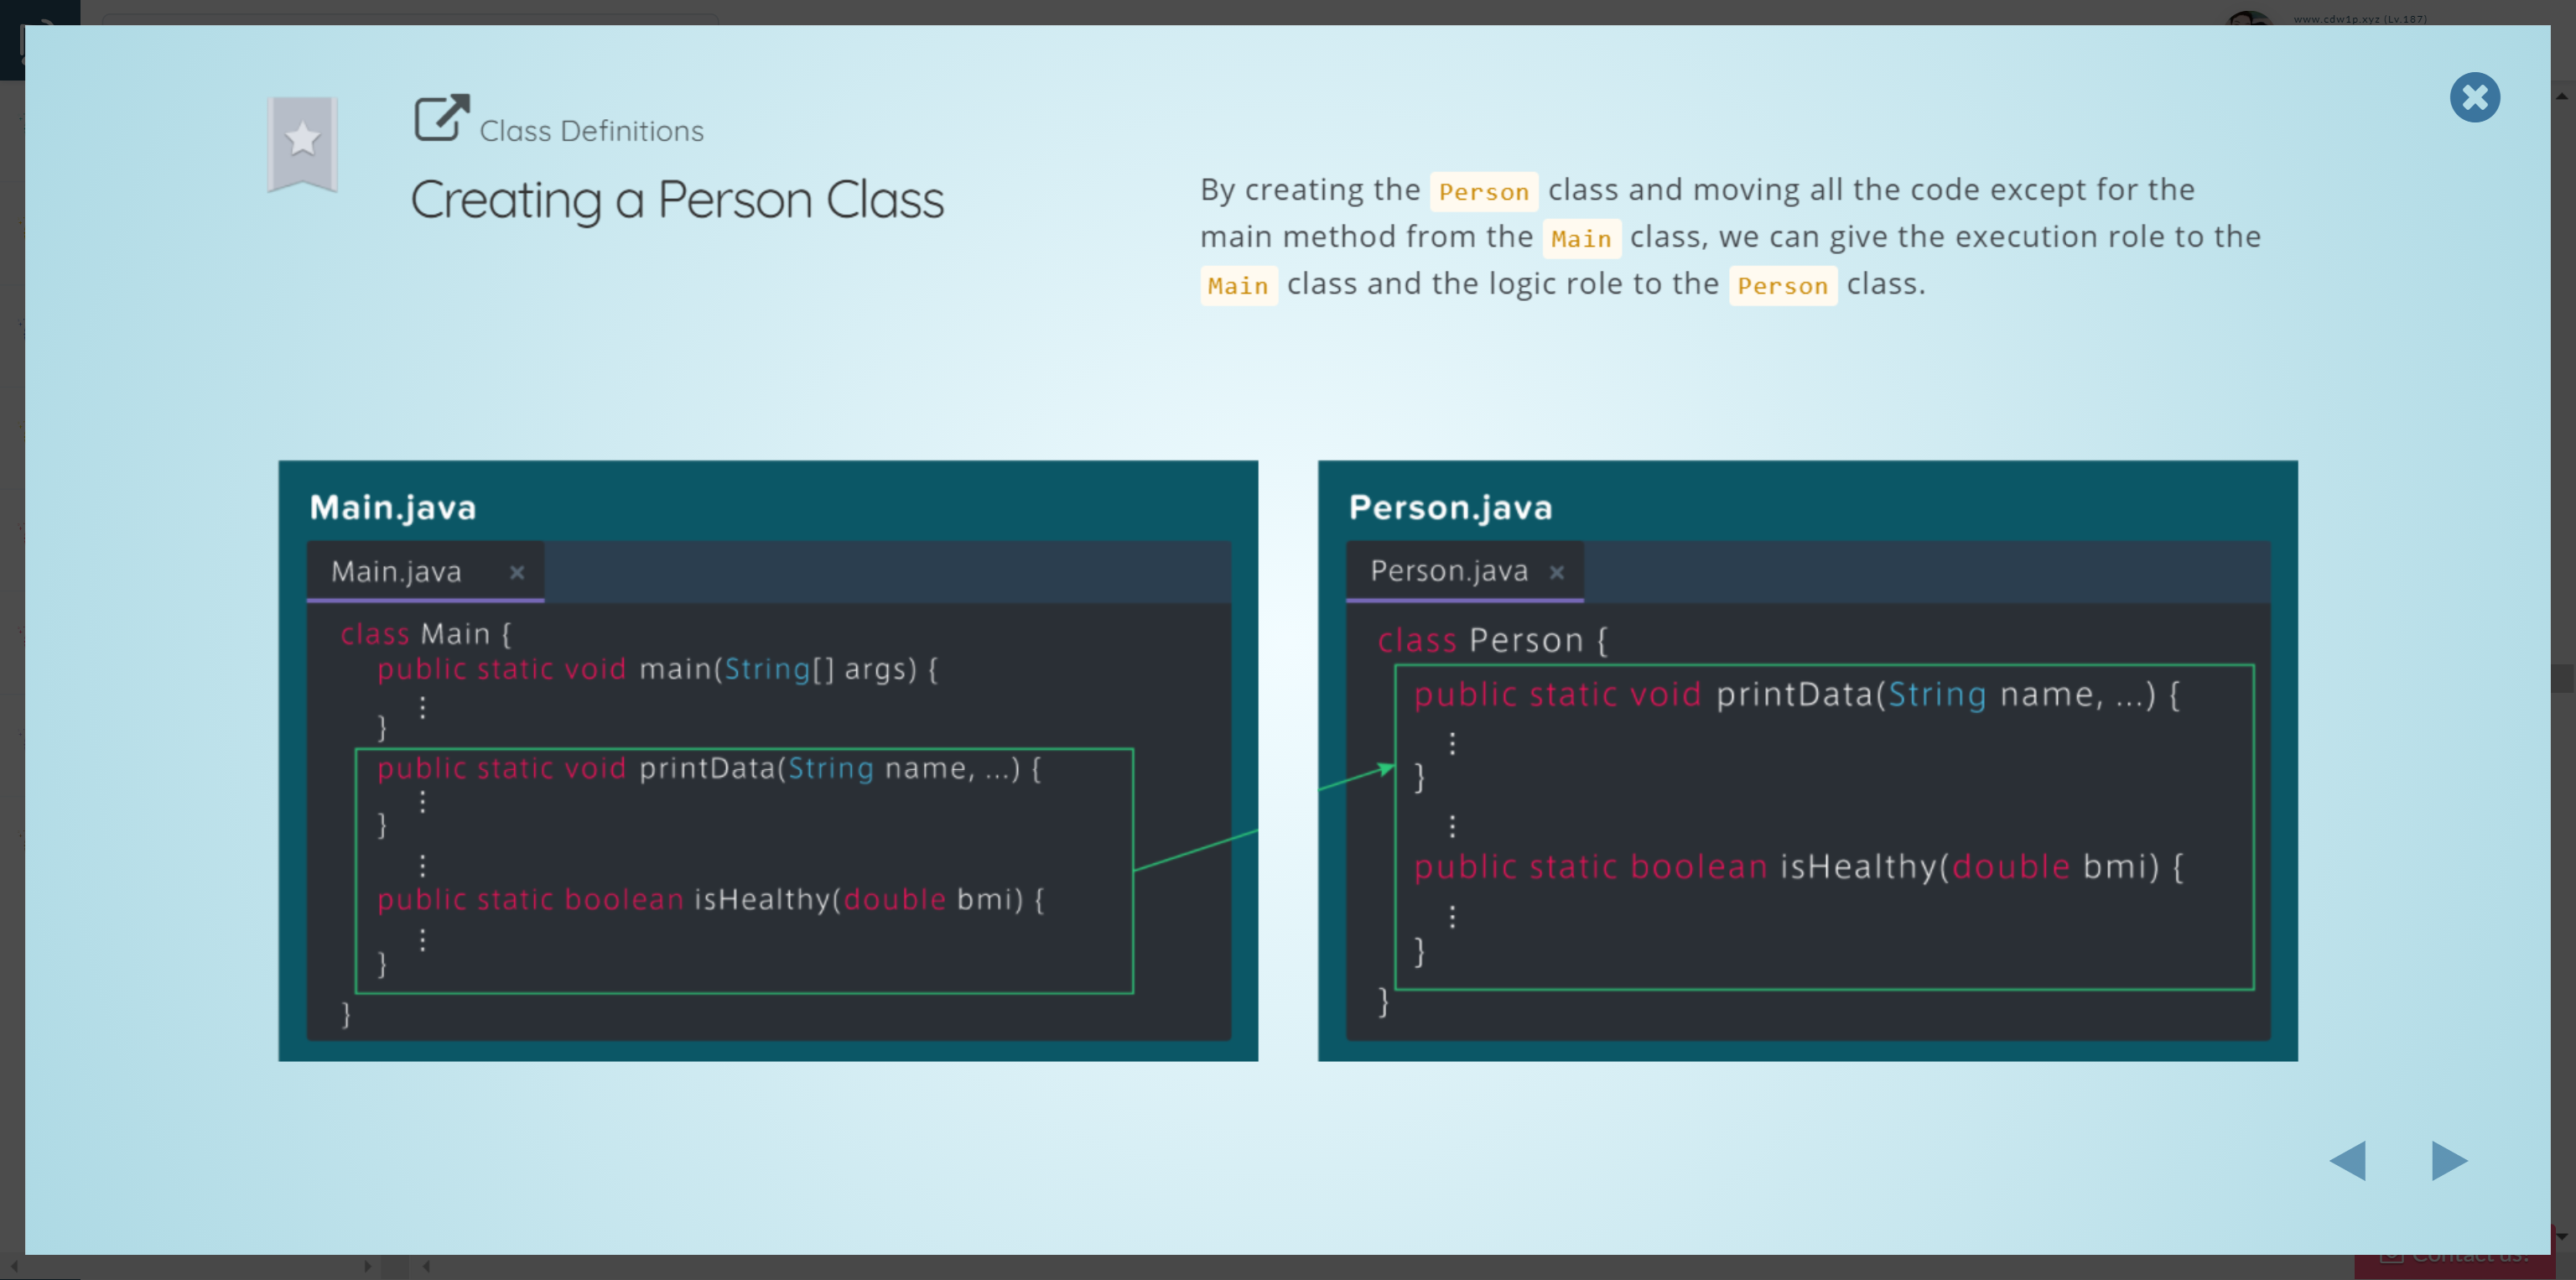 www.cdw1p.xyz (Lv.187)
Class Definitions
Creating a Person Class
By creating the Person class and moving all the code except for the
main method from the Main class, we can give the execution role to the
Main class and the logic role to the Person class.
Main.java
Main.java ×
class Main {
public static void main(String[] args) {
⋮
}
public static void printData(String name, ...) {
⋮
}
⋮
public static boolean isHealthy(double bmi) {
⋮
}
}
Person.java
Person.java ×
class Person {
public static void printData(String name, ...) {
⋮
}
⋮
public static boolean isHealthy(double bmi) {
⋮
}
}
Contact us!